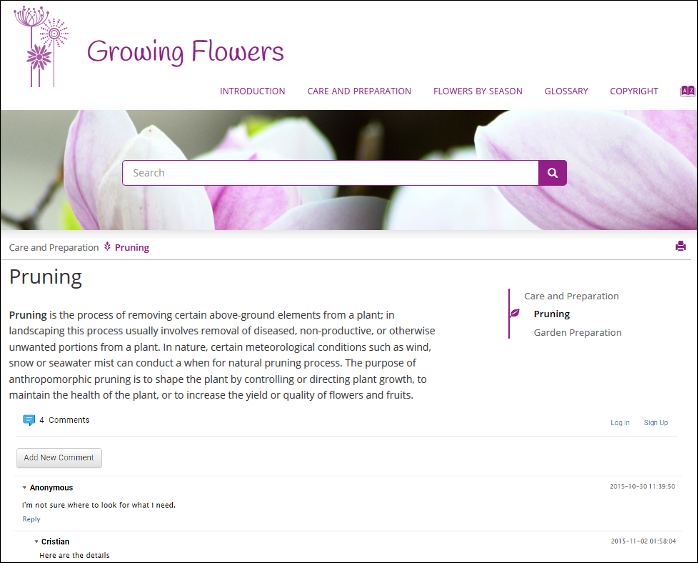 Growing Flowers
INTRODUCTION CARE AND PREPARATION FLOWERS BY SEASON GLOSSARY COPYRIGHT A Z
Search
Care and Preparation Pruning
Pruning
Pruning is the process of removing certain above-ground elements from a plant; in
landscaping this process usually involves removal of diseased, non-productive, or otherwise
unwanted portions from a plant. In nature, certain meteorological conditions such as wind,
snow or seawater mist can conduct a when for natural pruning process. The purpose of
anthropomorphic pruning is to shape the plant by controlling or directing plant growth, to
maintain the health of the plant, or to increase the yield or quality of flowers and fruits.
Care and Preparation
Pruning
Garden Preparation
4 Comments Log in Sign Up
Add New Comment
Anonymous 2015-10-30 11:39:50
I'm not sure where to look for what I need.
Reply
Cristian 2015-11-02 01:58:04
Here are the details